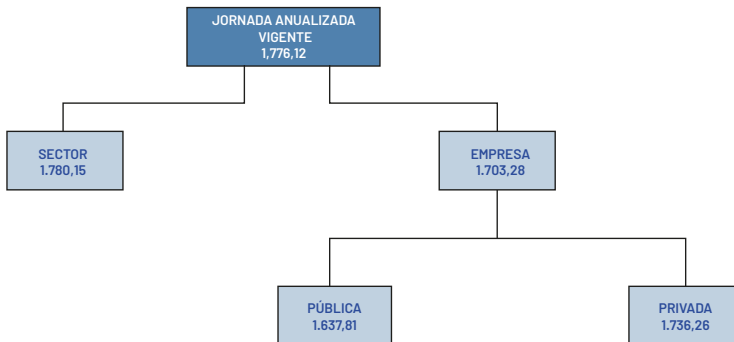 JORNADA ANUALIZADA
VIGENTE
1,776,12
SECTOR
1.780,15
EMPRESA
1.703,28
PÚBLICA
1.637,81
PRIVADA
1.736,26